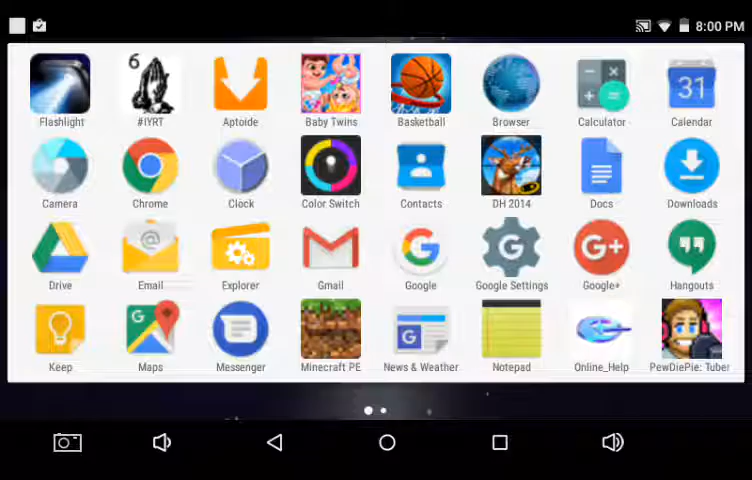 8:00 PM
6
31
Flashlight #IYRT Aptoide Baby Twins Basketball Browser Calculator Calendar
Camera Chrome Clock Color Switch Contacts DH 2014 Docs Downloads
@
G
G
G+
Drive Email Explorer Gmail Google Google Settings Google+ Hangouts
G
G
Keep Maps Messenger Minecraft PE News & Weather Notepad Online_Help PewDiePie: Tuber